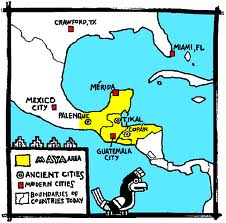 CRAWFORD, TX
MIAMI, FL
MÉRIDA
MEXICO
CITY
PALENQUE
TIKAL
COPÁN
GUATEMALA
CITY
MAYA AREA
ANCIENT CITIES
MODERN CITIES
BOUNDARIES OF
COUNTRIES TODAY